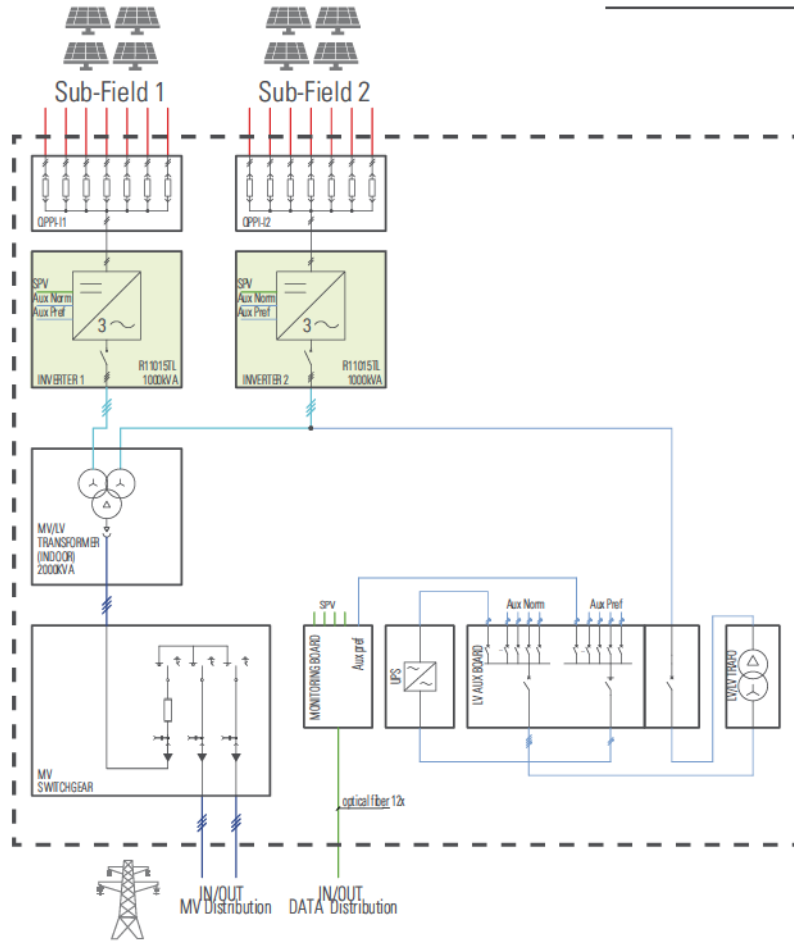 Sub-Field 1
Sub-Field 2
QPPI-I1
QPPI-I2
SPV
Aux Norm
Aux Pref
3
R11015TL
INVERTER 1
1000kVA
SPV
Aux Norm
Aux Pref
3
R11015TL
INVERTER 2
1000kVA
MV/LV
TRANSFORMER
(INDOOR)
2000KVA
SPV
MONITORING BOARD
Aux pref
UPS
LV AUX BOARD
Aux Norm
Aux Pref
LV/LV TRAFO
MV
SWITCHGEAR
optical fiber 12x
IN/OUT
MV Distribution
IN/OUT
DATA Distribution